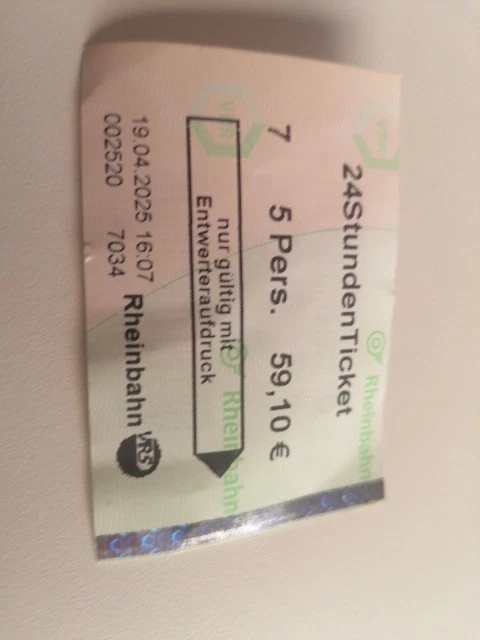 24StundenTicket
7 5 Pers. 59,10 €
nur gültig mit
Entwerteraufdruck
19.04.2025 16:07 Rheinbahn
002520 7034
VRS
Rheinbahn
Rheinbahn